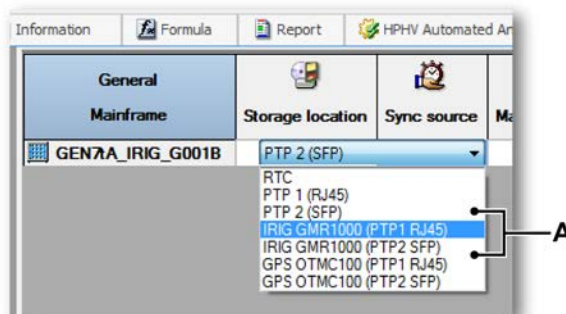 Information Formula Report HPHV Automated An
General
Mainframe Storage location Sync source Ma
GEN7tA_IRIG_G001B PTP 2 (SFP)
RTC
PTP 1 (RJ45)
PTP 2 (SFP)
IRIG GMR1000 (PTP1 RJ45)
IRIG GMR1000 (PTP2 SFP)
GPS OTMC100 (PTP1 RJ45)
GPS OTMC100 (PTP2 SFP)
A